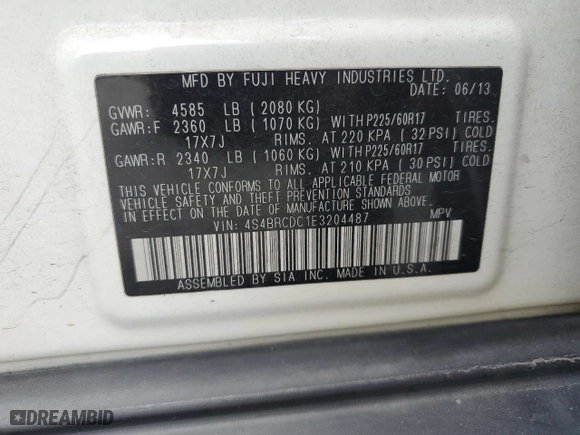 MFD BY FUJI HEAVY INDUSTRIES LTD.
DATE: 06/13
GVWR: 4585 LB ( 2080 KG)
GAWR:F 2360 LB ( 1070 KG) WITH P225/60R17 TIRES.
17X7J RIMS. AT 220 KPA ( 32 PSI) COLD
GAWR:R 2340 LB ( 1060 KG) WITH P225/60R17 TIRES.
17X7J RIMS. AT 210 KPA ( 30 PSI) COLD
THIS VEHICLE CONFORMS TO ALL APPLICABLE FEDERAL MOTOR
VEHICLE SAFETY AND THEFT PREVENTION STANDARDS
IN EFFECT ON THE DATE OF MANUFACTURE SHOWN ABOVE.
VIN: 4S4BRCDC1E3204487 MPV
ASSEMBLED BY SIA INC. MADE IN U.S.A.
DREAMBID